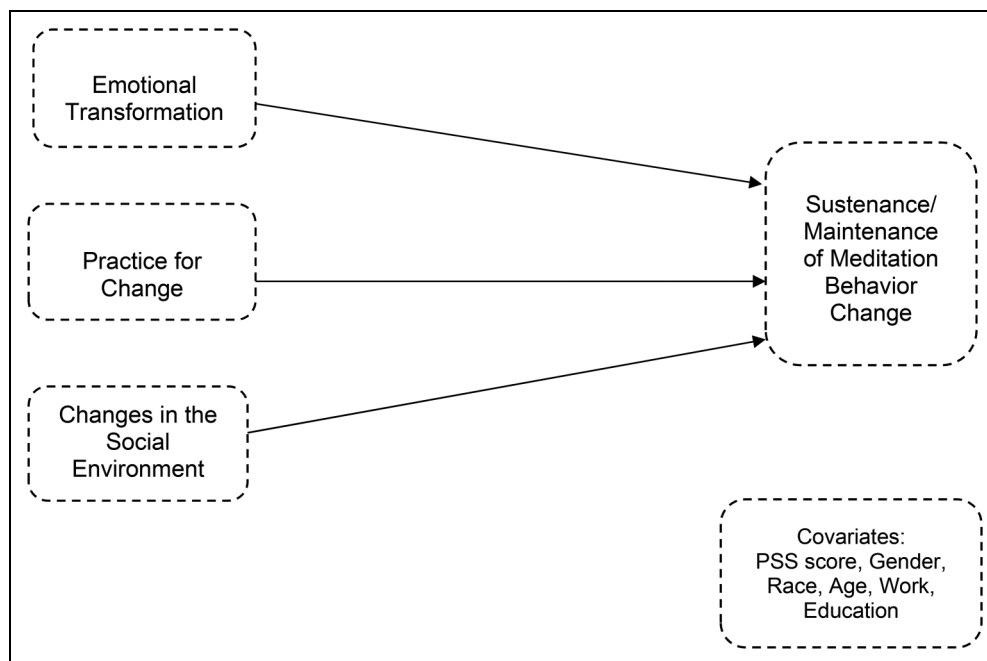 Emotional
Transformation
Practice for
Change
Changes in the
Social
Environment
Sustenance/
Maintenance
of Meditation
Behavior
Change
Covariates:
PSS score, Gender,
Race, Age, Work,
Education